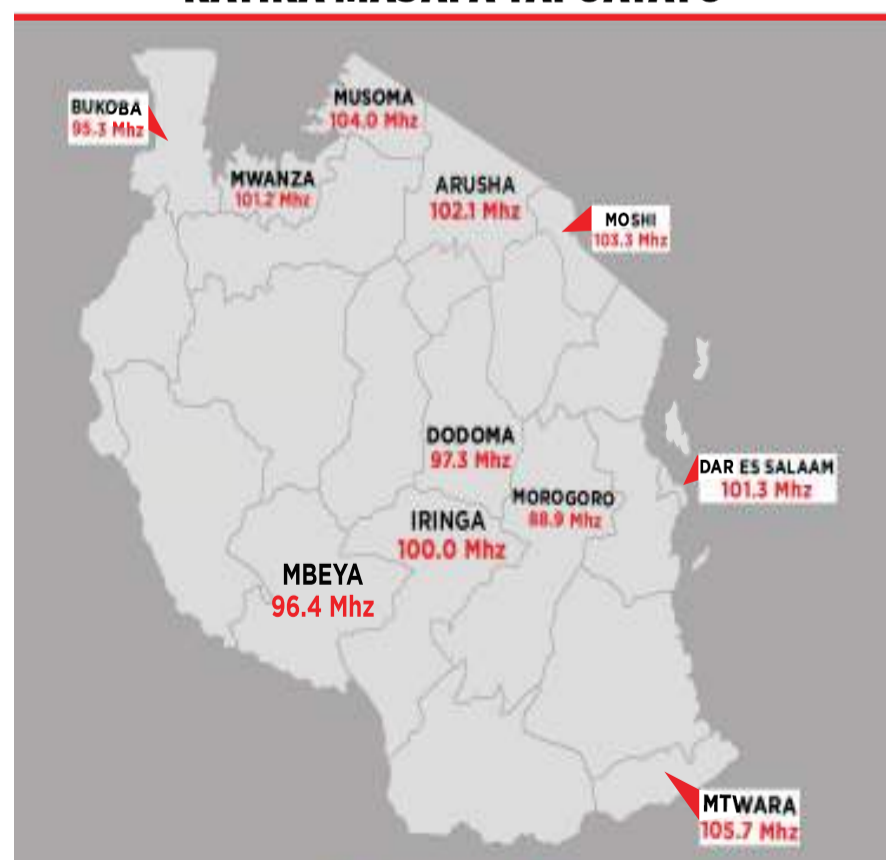 BUKOBA
95.3 Mhz
MUSOMA
104.0 Mhz
MWANZA
101.2 Mhz
ARUSHA
102.1 Mhz
MOSHI
103.3 Mhz
DODOMA
97.3 Mhz
DAR ES SALAAM
101.3 Mhz
MOROGORO
88.9 Mhz
IRINGA
100.0 Mhz
MBEYA
96.4 Mhz
MTWARA
105.7 Mhz